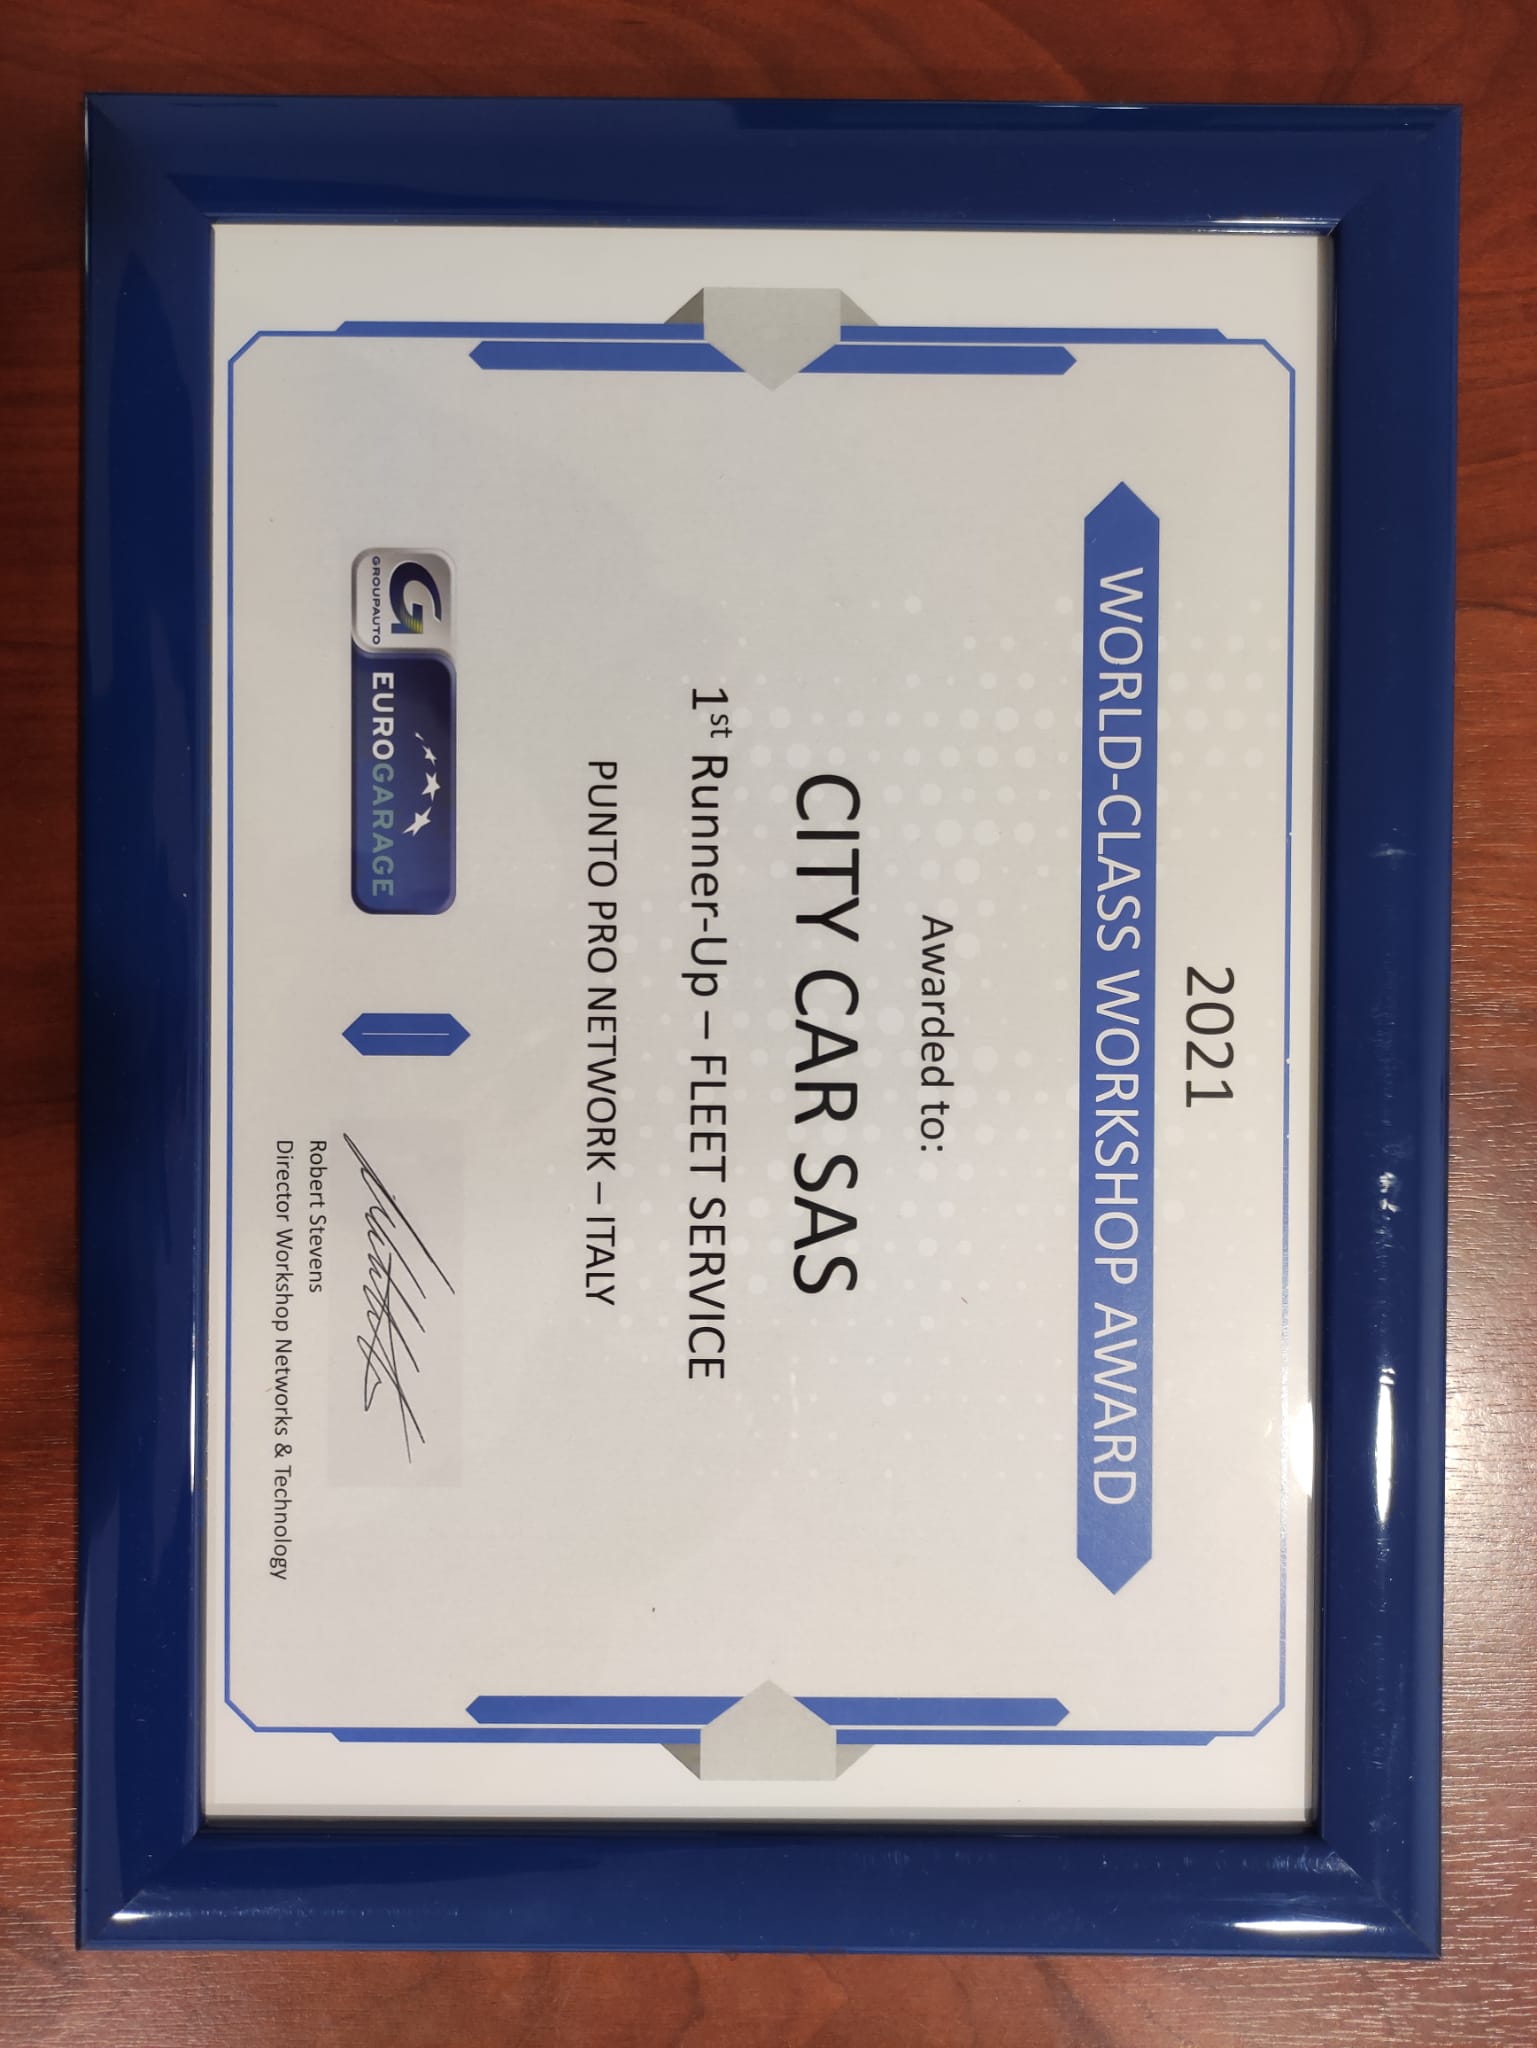 2021
WORLD-CLASS WORKSHOP AWARD
Awarded to:
CITY CAR SAS
1st Runner-Up – FLEET SERVICE
PUNTO PRO NETWORK – ITALY
G
GROUPAUTO
EUROGARAGE
Robert Stevens
Director Workshop Networks & Technology